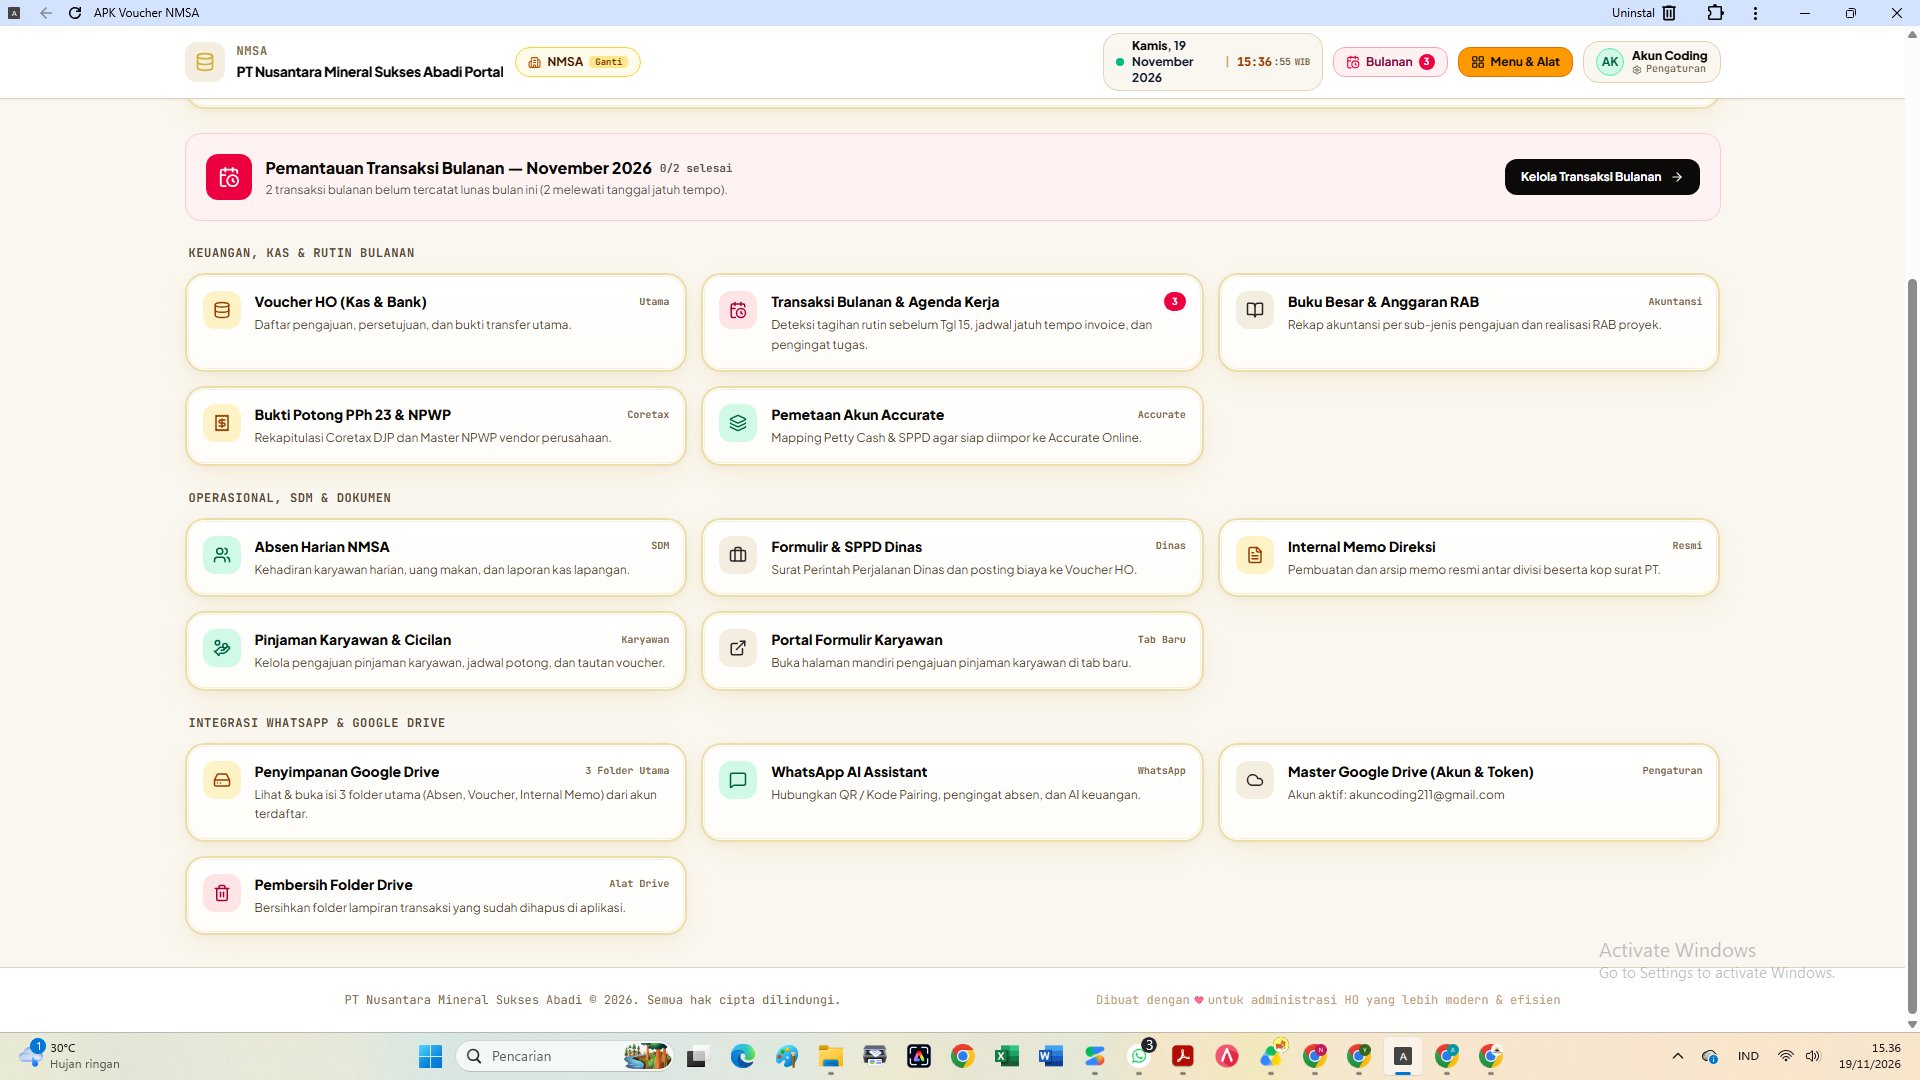 APK Voucher NMSA
Uninstal
NMSA
PT Nusantara Mineral Sukses Abadi Portal
NMSA Ganti
Kamis, 19 November 2026 | 15:36:55 WIB
Bulanan 3
Menu & Alat
AK
Akun Coding
Pengaturan
Pemantauan Transaksi Bulanan — November 2026 0/2 selesai
2 transaksi bulanan belum tercatat lunas bulan ini (2 melewati tanggal jatuh tempo).
Kelola Transaksi Bulanan →
KEUANGAN, KAS & RUTIN BULANAN
Voucher HO (Kas & Bank) Utama
Daftar pengajuan, persetujuan, dan bukti transfer utama.
Transaksi Bulanan & Agenda Kerja 3
Deteksi tagihan rutin sebelum Tgl 15, jadwal jatuh tempo invoice, dan
pengingat tugas.
Buku Besar & Anggaran RAB Akuntansi
Rekap akuntansi per sub-jenis pengajuan dan realisasi RAB proyek.
Bukti Potong PPh 23 & NPWP Coretax
Rekapitulasi Coretax DJP dan Master NPWP vendor perusahaan.
Pemetaan Akun Accurate Accurate
Mapping Petty Cash & SPPD agar siap diimpor ke Accurate Online.
OPERASIONAL, SDM & DOKUMEN
Absen Harian NMSA SDM
Kehadiran karyawan harian, uang makan, dan laporan kas lapangan.
Formulir & SPPD Dinas Dinas
Surat Perintah Perjalanan Dinas dan posting biaya ke Voucher HO.
Internal Memo Direksi Resmi
Pembuatan dan arsip memo resmi antar divisi beserta kop surat PT.
Pinjaman Karyawan & Cicilan Karyawan
Kelola pengajuan pinjaman karyawan, jadwal potong, dan tautan voucher.
Portal Formulir Karyawan Tab Baru
Buka halaman mandiri pengajuan pinjaman karyawan di tab baru.
INTEGRASI WHATSAPP & GOOGLE DRIVE
Penyimpanan Google Drive 3 Folder Utama
Lihat & buka isi 3 folder utama (Absen, Voucher, Internal Memo) dari akun
terdaftar.
WhatsApp AI Assistant WhatsApp
Hubungkan QR / Kode Pairing, pengingat absen, dan AI keuangan.
Master Google Drive (Akun & Token) Pengaturan
Akun aktif: akuncoding211@gmail.com
Pembersih Folder Drive Alat Drive
Bersihkan folder lampiran transaksi yang sudah dihapus di aplikasi.
Activate Windows
Go to Settings to activate Windows.
PT Nusantara Mineral Sukses Abadi © 2026. Semua hak cipta dilindungi.
Dibuat dengan ❤ untuk administrasi HO yang lebih modern & efisien
1
30°C
Hujan ringan
Pencarian
3
IND
15.36
19/11/2026